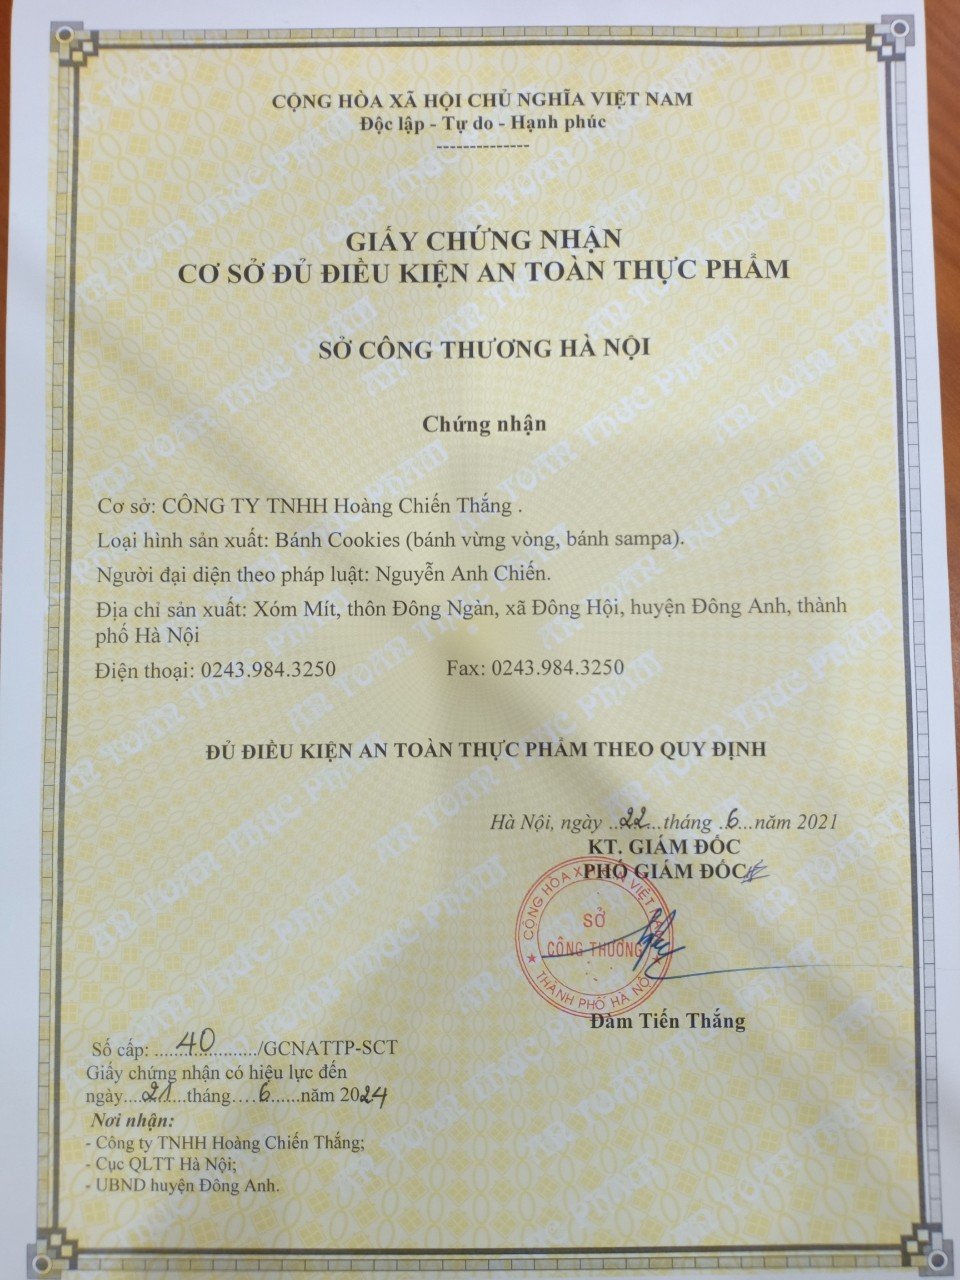 CỘNG HÒA XÃ HỘI CHỦ NGHĨA VIỆT NAM
Độc lập - Tự do - Hạnh phúc
--------------
GIẤY CHỨNG NHẬN
CƠ SỞ ĐỦ ĐIỀU KIỆN AN TOÀN THỰC PHẨM
SỞ CÔNG THƯƠNG HÀ NỘI
Chứng nhận
Cơ sở: CÔNG TY TNHH Hoàng Chiến Thắng .
Loại hình sản xuất: Bánh Cookies (bánh vừng vòng, bánh sampa).
Người đại diện theo pháp luật: Nguyễn Anh Chiến.
Địa chỉ sản xuất: Xóm Mít, thôn Đông Ngàn, xã Đông Hội, huyện Đông Anh, thành
phố Hà Nội
Điện thoại: 0243.984.3250 Fax: 0243.984.3250
ĐỦ ĐIỀU KIỆN AN TOÀN THỰC PHẨM THEO QUY ĐỊNH
Hà Nội, ngày ..22...tháng .6...năm 2021
KT. GIÁM ĐỐC
PHÓ GIÁM ĐỐC
CỘNG HÒA X.H.C.N VIỆT NAM
SỞ
CÔNG THƯƠNG
THÀNH PHỐ HÀ NỘI
Đàm Tiến Thắng
Số cấp: ....40......./GCNATTP-SCT
Giấy chứng nhận có hiệu lực đến
ngày....21...tháng....6......năm 2024
Nơi nhận:
- Công ty TNHH Hoàng Chiến Thắng;
- Cục QLTT Hà Nội;
- UBND huyện Đông Anh.